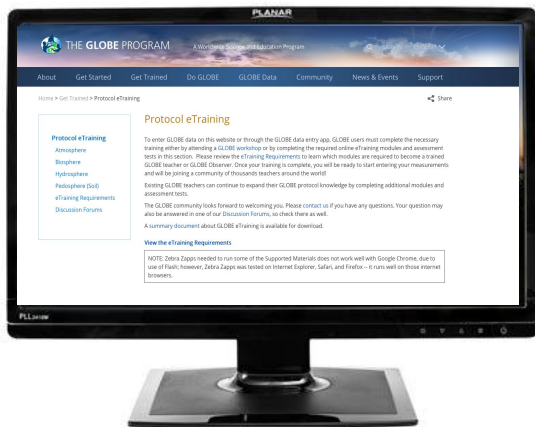 PLANAR
THE GLOBE PROGRAM
A Worldwide Science and Education Program
About Get Started Get Trained Do GLOBE GLOBE Data Community News & Events Support
Home > Get Trained > Protocol eTraining
Share
Protocol eTraining
Atmosphere
Biosphere
Hydrosphere
Pedosphere (Soil)
eTraining Requirements
Discussion Forums
Protocol eTraining
To enter GLOBE data on this website or through the GLOBE data entry app, GLOBE users must complete the necessary
training either by attending a GLOBE workshop or by completing the required online eTraining modules and assessment
tests in this section. Please review the eTraining Requirements to learn which modules are required to become a trained
GLOBE teacher or GLOBE Observer. Once your training is complete, you will be ready to start entering your measurements
and will be joining a community of thousands teachers around the world!
Existing GLOBE teachers can continue to expand their GLOBE protocol knowledge by completing additional modules and
assessment tests.
The GLOBE community looks forward to welcoming you. Please contact us if you have any questions. Your question may
also be answered in one of our Discussion Forums, so check there as well.
A summary document about GLOBE eTraining is available for download.
View the eTraining Requirements
NOTE: Zebra Zapps needed to run some of the Supported Materials does not work well with Google Chrome, due to
use of Flash; however, Zebra Zapps was tested on Internet Explorer, Safari, and Firefox -- it runs well on those internet
browsers.